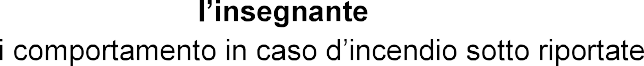 l’insegnante
i comportamento in caso d’incendio sotto riportate